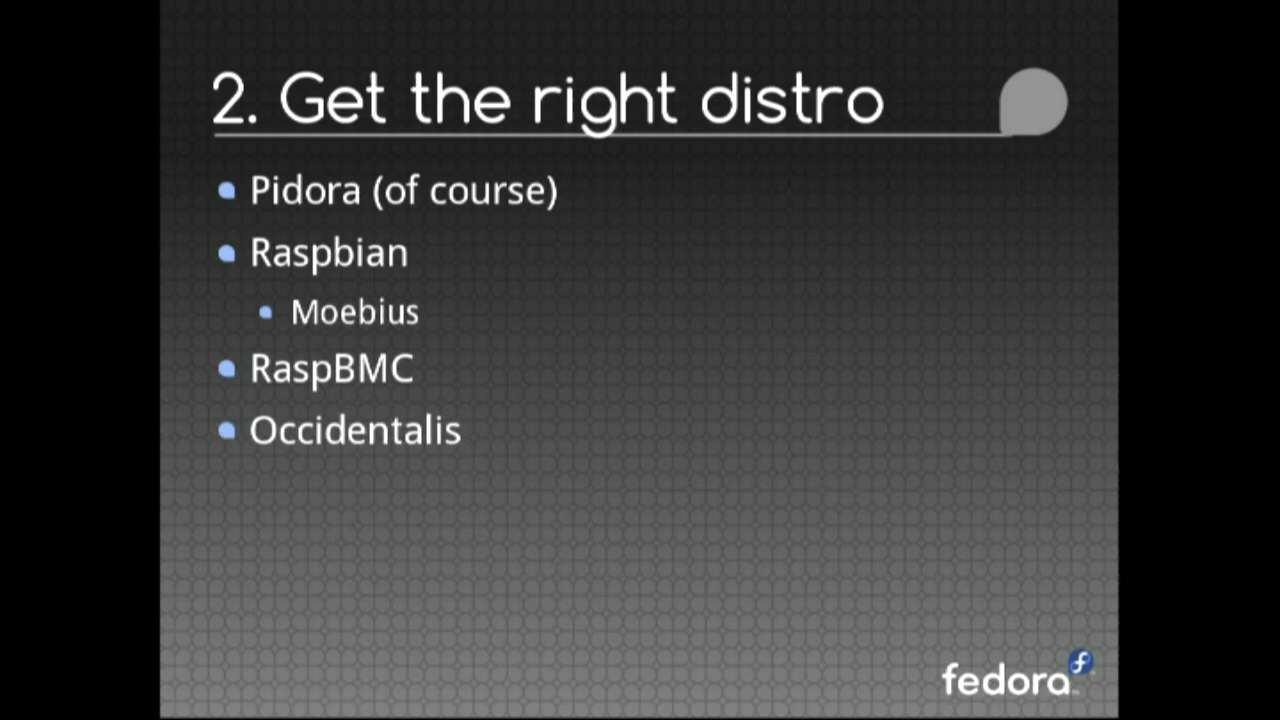 2. Get the right distro
Pidora (of course)
Raspbian
Moebius
RaspBMC
Occidentalis
fedora